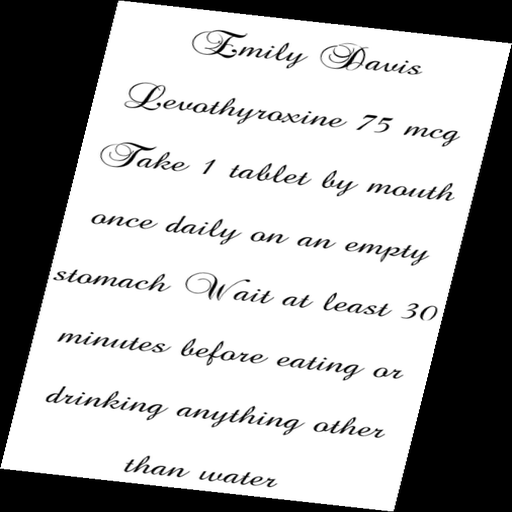 Emily Davis
Levothyroxine 75 mcg
Take 1 tablet by mouth
once daily on an empty
stomach Wait at least 30
minutes before eating or
drinking anything other
than water